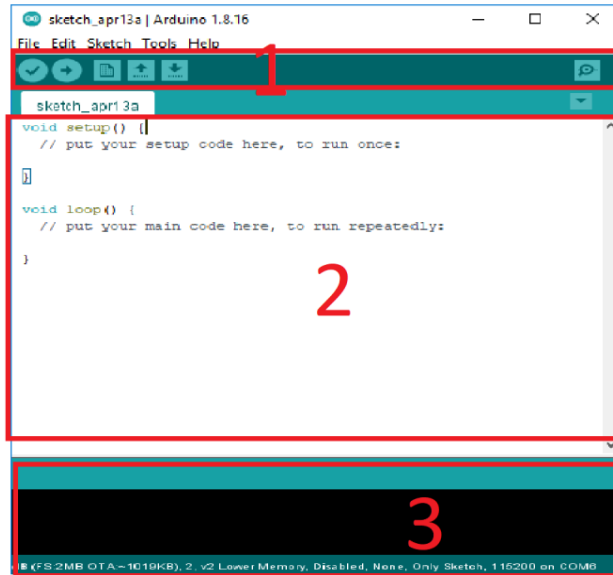 sketch_apr13a | Arduino 1.8.16
File Edit Sketch Tools Help
1
sketch_apr13a
void setup() {
// put your setup code here, to run once:
}
void loop() {
// put your main code here, to run repeatedly:
}
2
3
(FS:2MB OTA:~1019KB), 2, v2 Lower Memory, Disabled, None, Only Sketch, 115200 on COM6